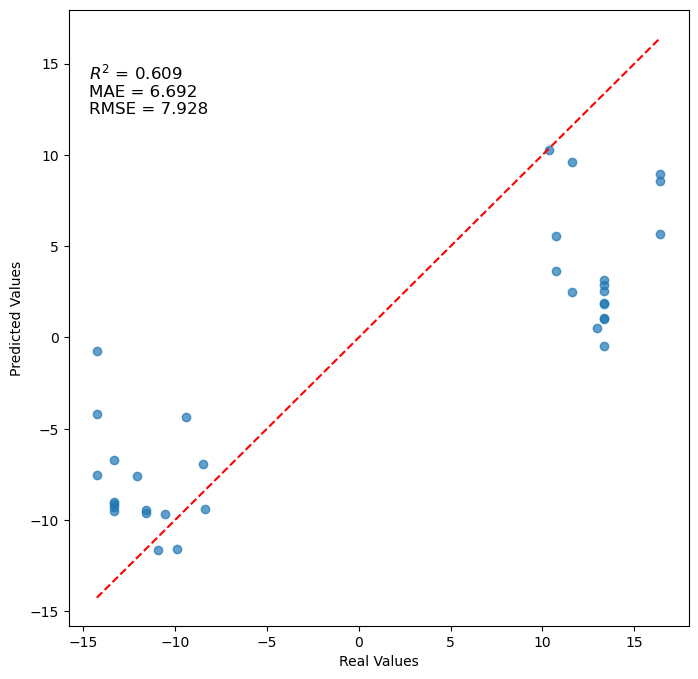 R² = 0.609
MAE = 6.692
RMSE = 7.928
15
10
5
0
−5
−10
−15
Predicted Values
−15 −10 −5 0 5 10 15
Real Values